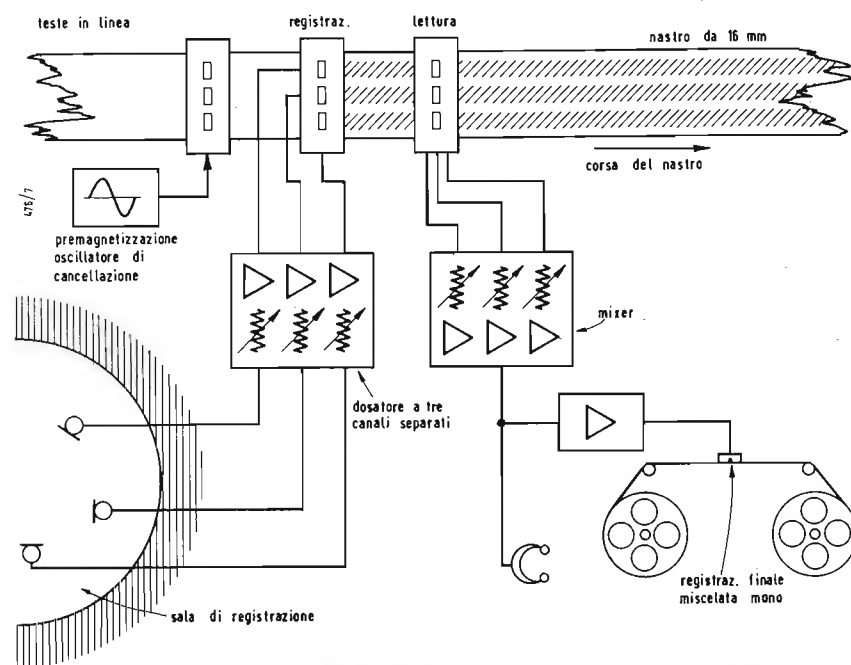 teste in linea
registraz.
lettura
nastro da 16 mm
corsa del nastro
476/7
premagnetizzazione
oscillatore di
cancellazione
mixer
dosatore a tre
canali separati
registraz. finale
miscelata mono
sala di registrazione